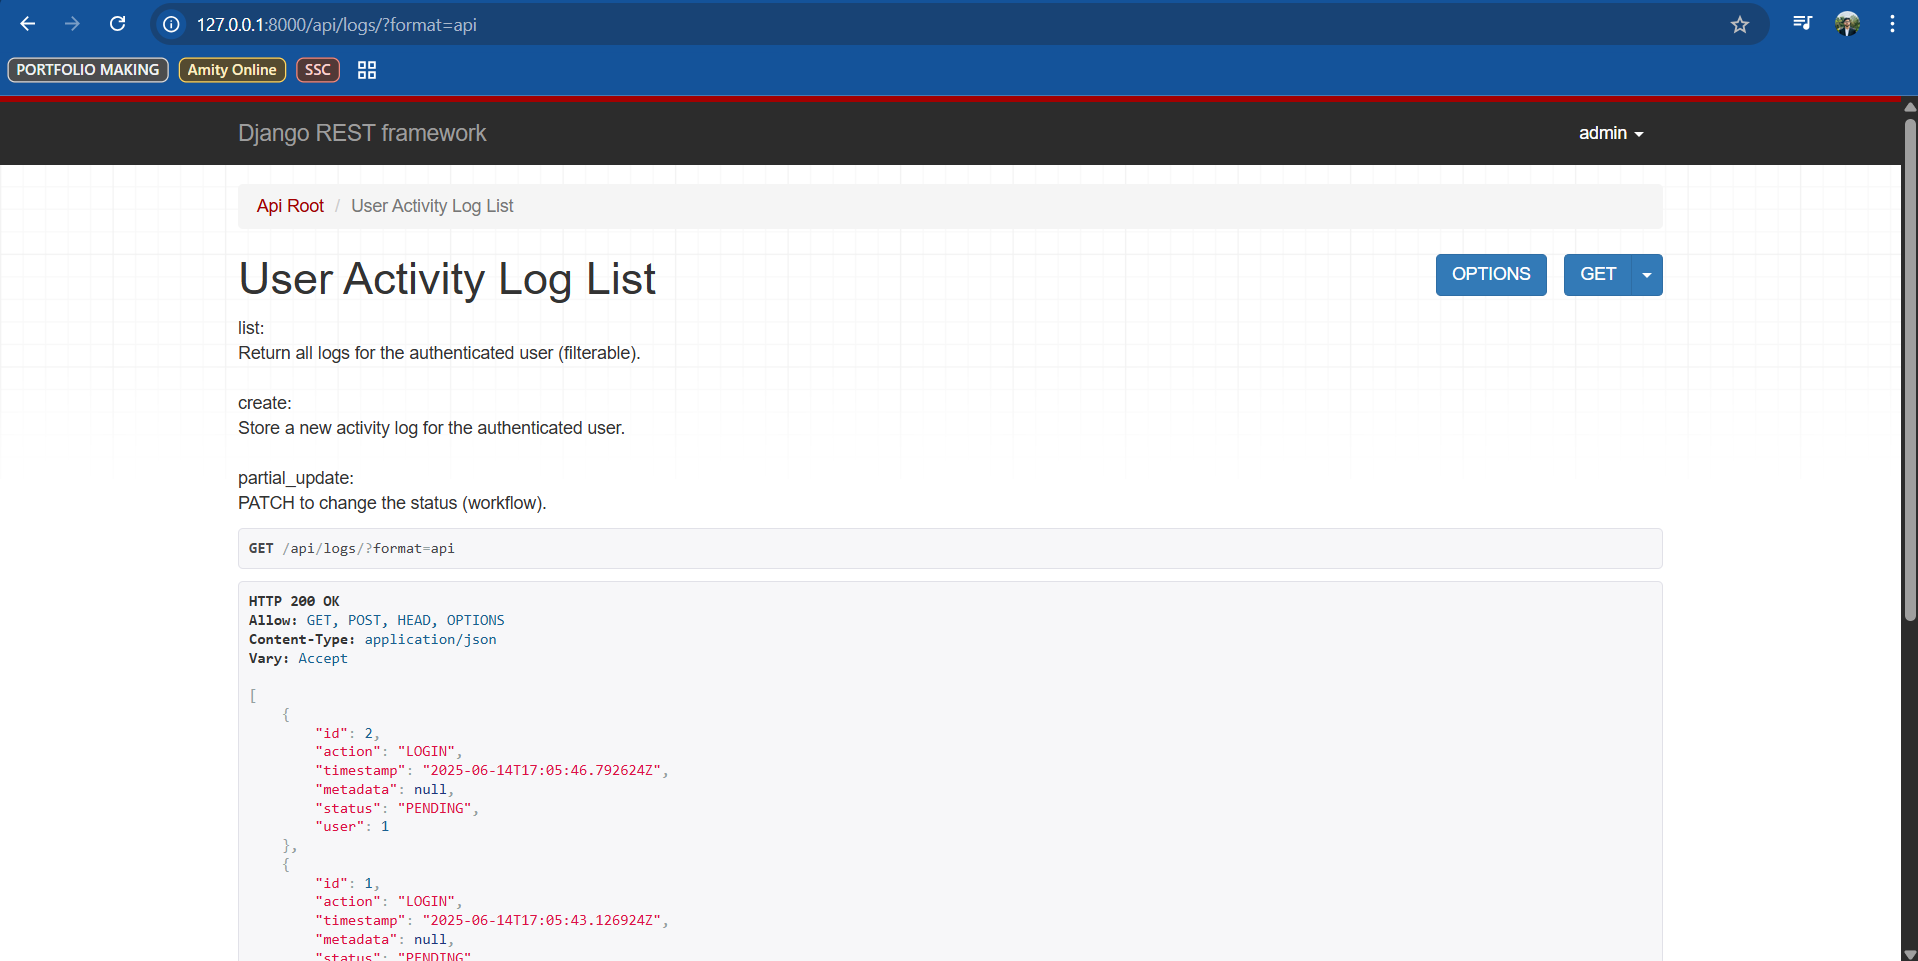 127.0.0.1:8000/api/logs/?format=api
PORTFOLIO MAKING Amity Online SSC
Django REST framework admin
Api Root / User Activity Log List
User Activity Log List OPTIONS GET
list:
Return all logs for the authenticated user (filterable).
create:
Store a new activity log for the authenticated user.
partial_update:
PATCH to change the status (workflow).
GET /api/logs/?format=api
HTTP 200 OK
Allow: GET, POST, HEAD, OPTIONS
Content-Type: application/json
Vary: Accept
[
{
"id": 2,
"action": "LOGIN",
"timestamp": "2025-06-14T17:05:46.792624Z",
"metadata": null,
"status": "PENDING",
"user": 1
},
{
"id": 1,
"action": "LOGIN",
"timestamp": "2025-06-14T17:05:43.126924Z",
"metadata": null,
"status": "PENDING"